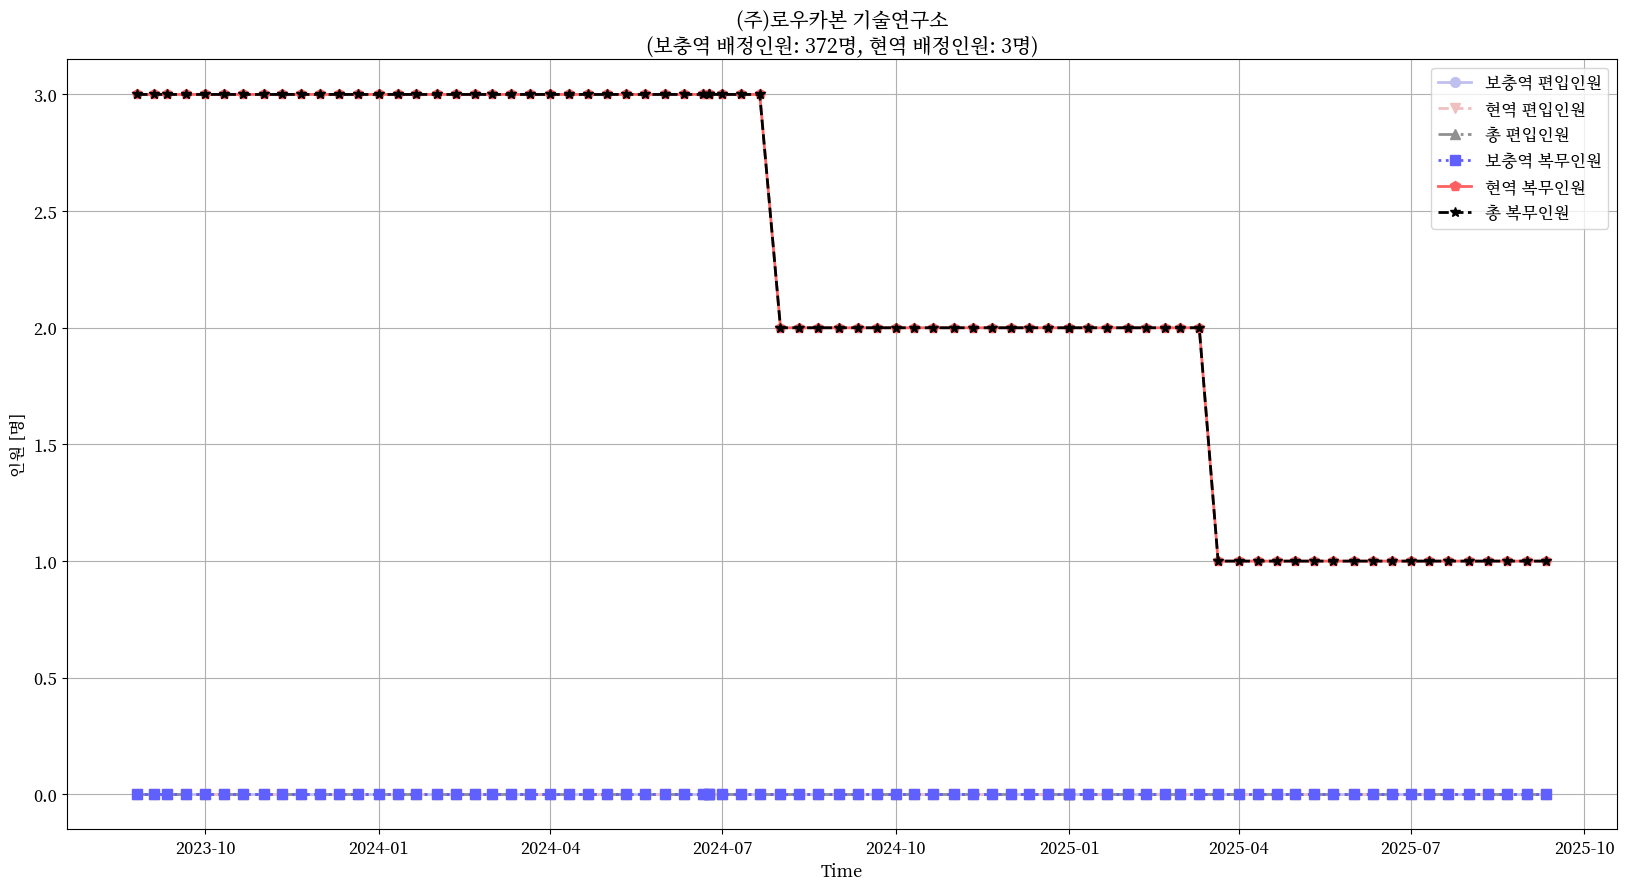 (주)로우카본 기술연구소
(보충역 배정인원: 372명, 현역 배정인원: 3명)
보충역 편입인원
현역 편입인원
총 편입인원
보충역 복무인원
현역 복무인원
총 복무인원
인원 [명]
3.0
2.5
2.0
1.5
1.0
0.5
0.0
2023-10
2024-01
2024-04
2024-07
2024-10
2025-01
2025-04
2025-07
2025-10
Time